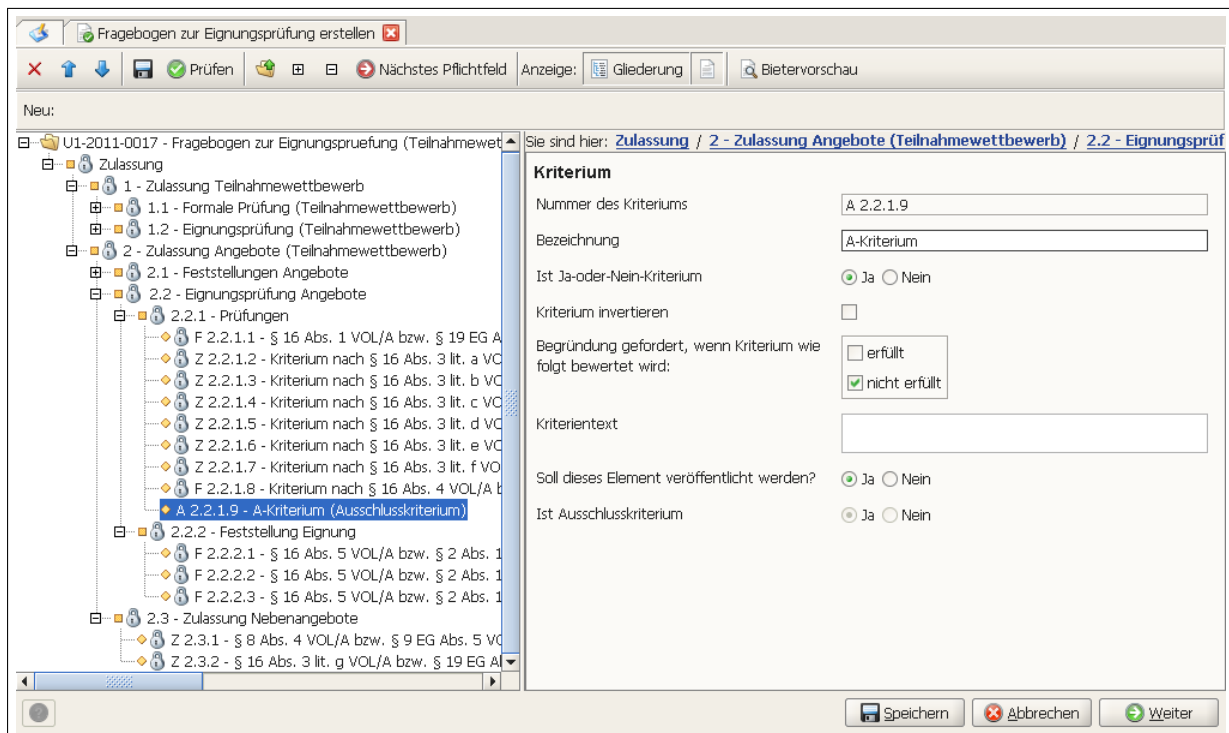 Fragebogen zur Eignungsprüfung erstellen
Prüfen Nächstes Pflichtfeld Anzeige: Gliederung Bietervorschau
Neu:
U1-2011-0017 - Fragebogen zur Eignungspruefung (Teilnahmewet
Zulassung
1 - Zulassung Teilnahmewettbewerb
1.1 - Formale Prüfung (Teilnahmewettbewerb)
1.2 - Eignungsprüfung (Teilnahmewettbewerb)
2 - Zulassung Angebote (Teilnahmewettbewerb)
2.1 - Feststellungen Angebote
2.2 - Eignungsprüfung Angebote
2.2.1 - Prüfungen
F 2.2.1.1 - § 16 Abs. 1 VOL/A bzw. § 19 EG A
Z 2.2.1.2 - Kriterium nach § 16 Abs. 3 lit. a VO
Z 2.2.1.3 - Kriterium nach § 16 Abs. 3 lit. b VO
Z 2.2.1.4 - Kriterium nach § 16 Abs. 3 lit. c VO
Z 2.2.1.5 - Kriterium nach § 16 Abs. 3 lit. d VO
Z 2.2.1.6 - Kriterium nach § 16 Abs. 3 lit. e VO
Z 2.2.1.7 - Kriterium nach § 16 Abs. 3 lit. f VO
F 2.2.1.8 - Kriterium nach § 16 Abs. 4 VOL/A b
A 2.2.1.9 - A-Kriterium (Ausschlusskriterium)
2.2.2 - Feststellung Eignung
F 2.2.2.1 - § 16 Abs. 5 VOL/A bzw. § 2 Abs. 1
F 2.2.2.2 - § 16 Abs. 5 VOL/A bzw. § 2 Abs. 1
F 2.2.2.3 - § 16 Abs. 5 VOL/A bzw. § 2 Abs. 1
2.3 - Zulassung Nebenangebote
Z 2.3.1 - § 8 Abs. 4 VOL/A bzw. § 9 EG Abs. 5 VO
Z 2.3.2 - § 16 Abs. 3 lit. g VOL/A bzw. § 19 EG A
Sie sind hier: Zulassung / 2 - Zulassung Angebote (Teilnahmewettbewerb) / 2.2 - Eignungsprüf
Kriterium
Nummer des Kriteriums A 2.2.1.9
Bezeichnung A-Kriterium
Ist Ja-oder-Nein-Kriterium Ja Nein
Kriterium invertieren
Begründung gefordert, wenn Kriterium wie
folgt bewertet wird:
erfüllt
nicht erfüllt
Kriterientext
Soll dieses Element veröffentlicht werden? Ja Nein
Ist Ausschlusskriterium Ja Nein
Speichern Abbrechen Weiter